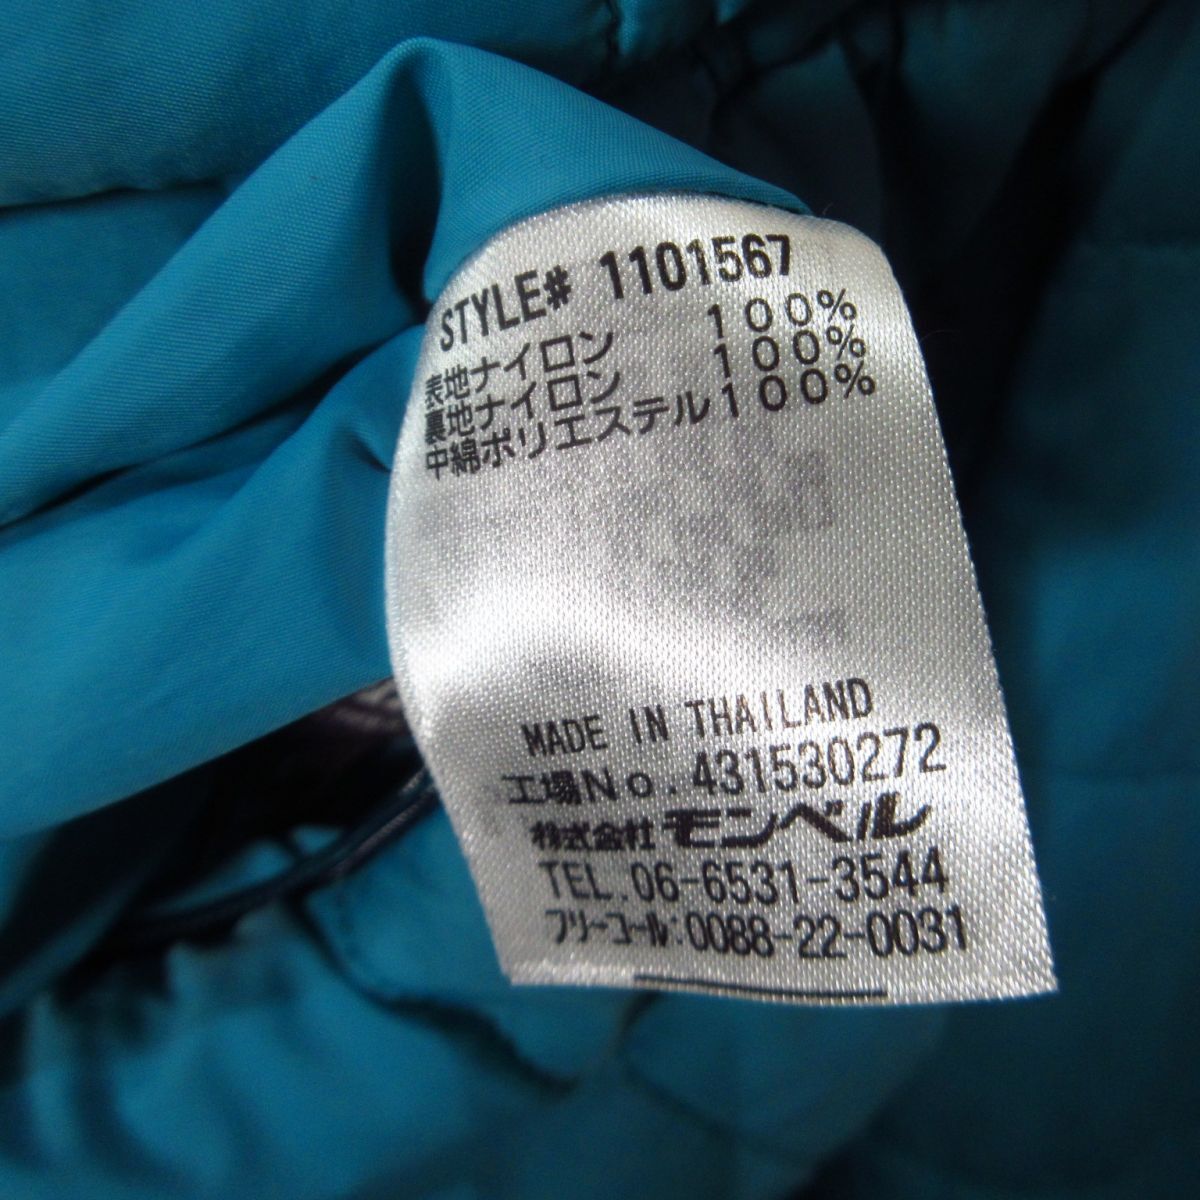 STYLE# 1101567
表地ナイロン 100%
裏地ナイロン 100%
中綿ポリエステル100%
MADE IN THAILAND
工場No. 431530272
株式会社 モンベル
TEL. 06-6531-3544
フリーコール:0088-22-0031